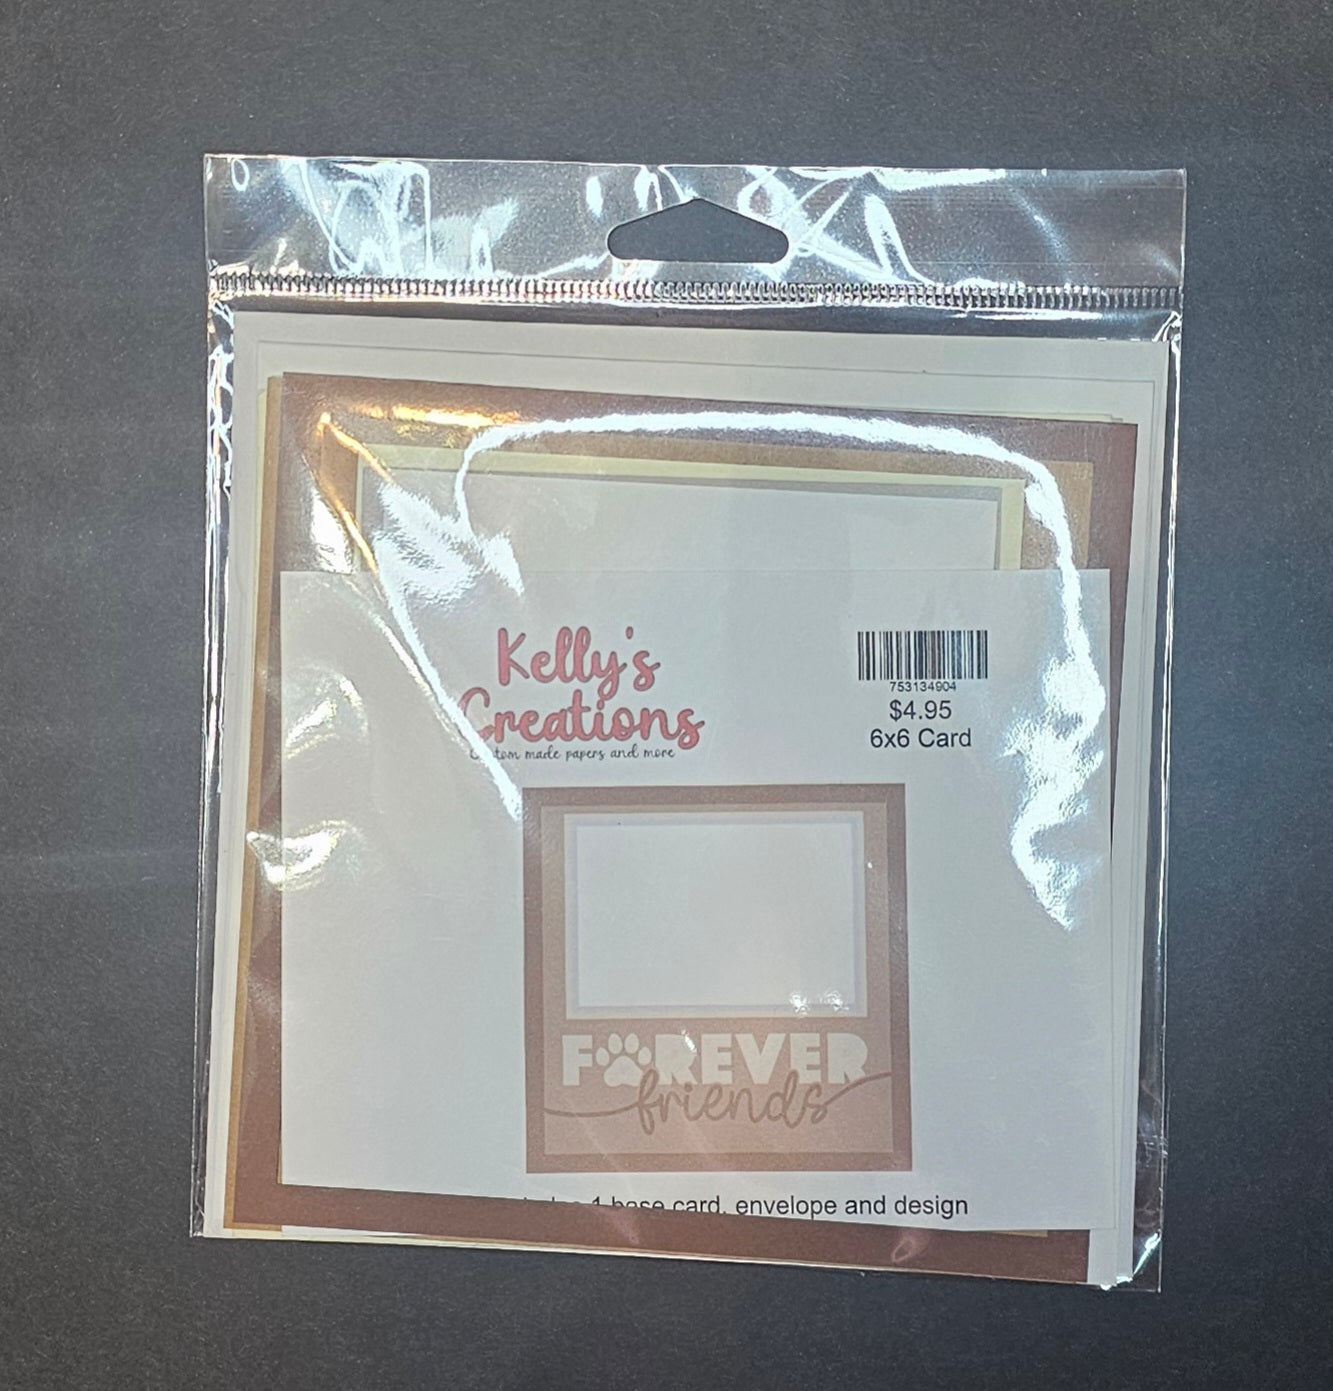 Kelly's
Creations
Custom made papers and more
753134904
$4.95
6x6 Card
FOREVER
friends
1 base card, envelope and design